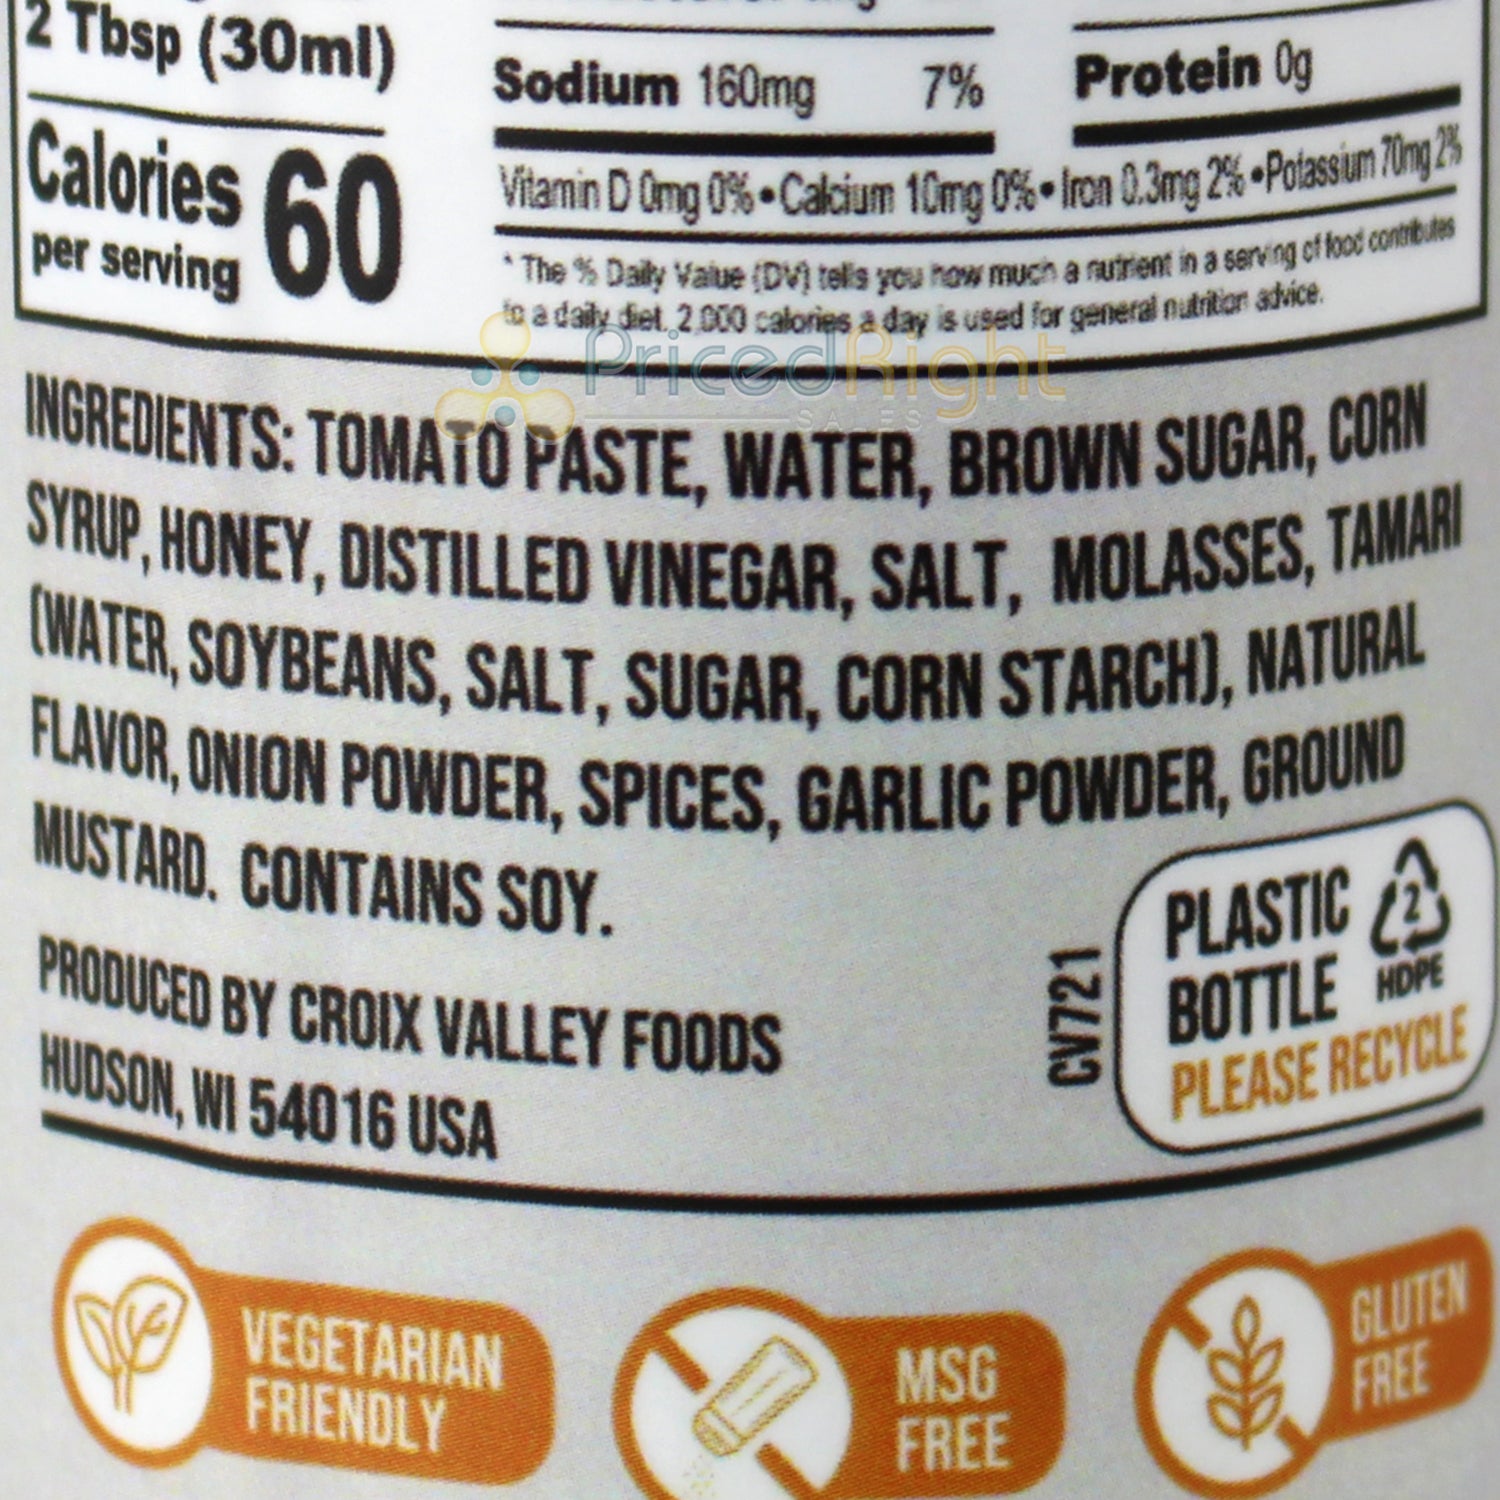 2 Tbsp (30ml)
Calories 60
per serving
Sodium 160mg 7%
Protein 0g
Vitamin D 0mg 0% • Calcium 10mg 0% • Iron 0.3mg 2% • Potassium 70mg 2%
* The % Daily Value (DV) tells you how much a nutrient in a serving of food contributes
to a daily diet. 2,000 calories a day is used for general nutrition advice.
PricedRight
SALES
INGREDIENTS: TOMATO PASTE, WATER, BROWN SUGAR, CORN
SYRUP, HONEY, DISTILLED VINEGAR, SALT, MOLASSES, TAMARI
(WATER, SOYBEANS, SALT, SUGAR, CORN STARCH), NATURAL
FLAVOR, ONION POWDER, SPICES, GARLIC POWDER, GROUND
MUSTARD. CONTAINS SOY.
PRODUCED BY CROIX VALLEY FOODS
HUDSON, WI 54016 USA
CV721
PLASTIC
BOTTLE
2
HDPE
PLEASE RECYCLE
VEGETARIAN
FRIENDLY
MSG
FREE
GLUTEN
FREE